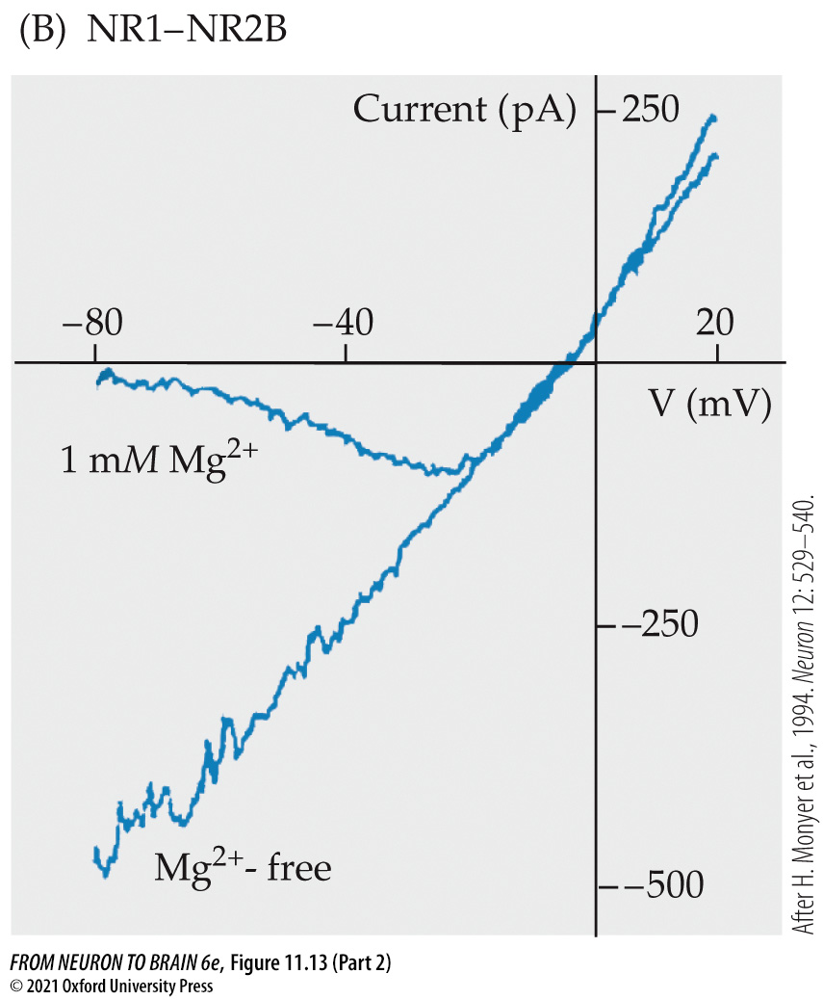 (B) NR1–NR2B
Current (pA)
250
−80
−40
20
V (mV)
1 mM Mg2+
−250
Mg2+- free
−500
After H. Monyer et al., 1994. Neuron 12: 529–540.
FROM NEURON TO BRAIN 6e, Figure 11.13 (Part 2)
© 2021 Oxford University Press